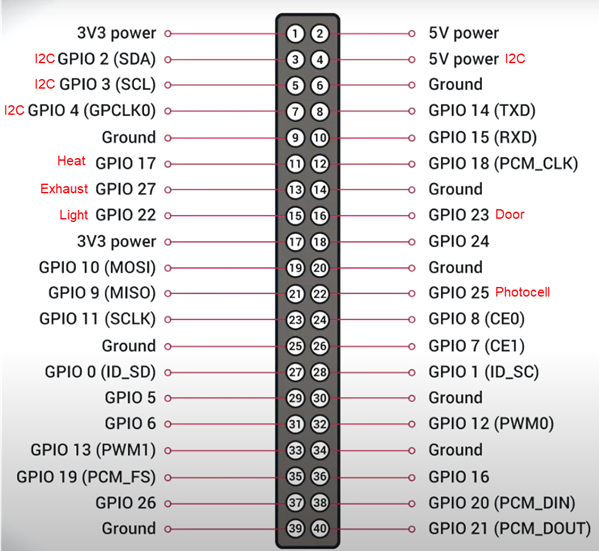 3V3 power 1 2 5V power
I2C GPIO 2 (SDA) 3 4 5V power I2C
I2C GPIO 3 (SCL) 5 6 Ground
I2C GPIO 4 (GPCLK0) 7 8 GPIO 14 (TXD)
Ground 9 10 GPIO 15 (RXD)
Heat GPIO 17 11 12 GPIO 18 (PCM_CLK)
Exhaust GPIO 27 13 14 Ground
Light GPIO 22 15 16 GPIO 23 Door
3V3 power 17 18 GPIO 24
GPIO 10 (MOSI) 19 20 Ground
GPIO 9 (MISO) 21 22 GPIO 25 Photocell
GPIO 11 (SCLK) 23 24 GPIO 8 (CE0)
Ground 25 26 GPIO 7 (CE1)
GPIO 0 (ID_SD) 27 28 GPIO 1 (ID_SC)
GPIO 5 29 30 Ground
GPIO 6 31 32 GPIO 12 (PWM0)
GPIO 13 (PWM1) 33 34 Ground
GPIO 19 (PCM_FS) 35 36 GPIO 16
GPIO 26 37 38 GPIO 20 (PCM_DIN)
Ground 39 40 GPIO 21 (PCM_DOUT)